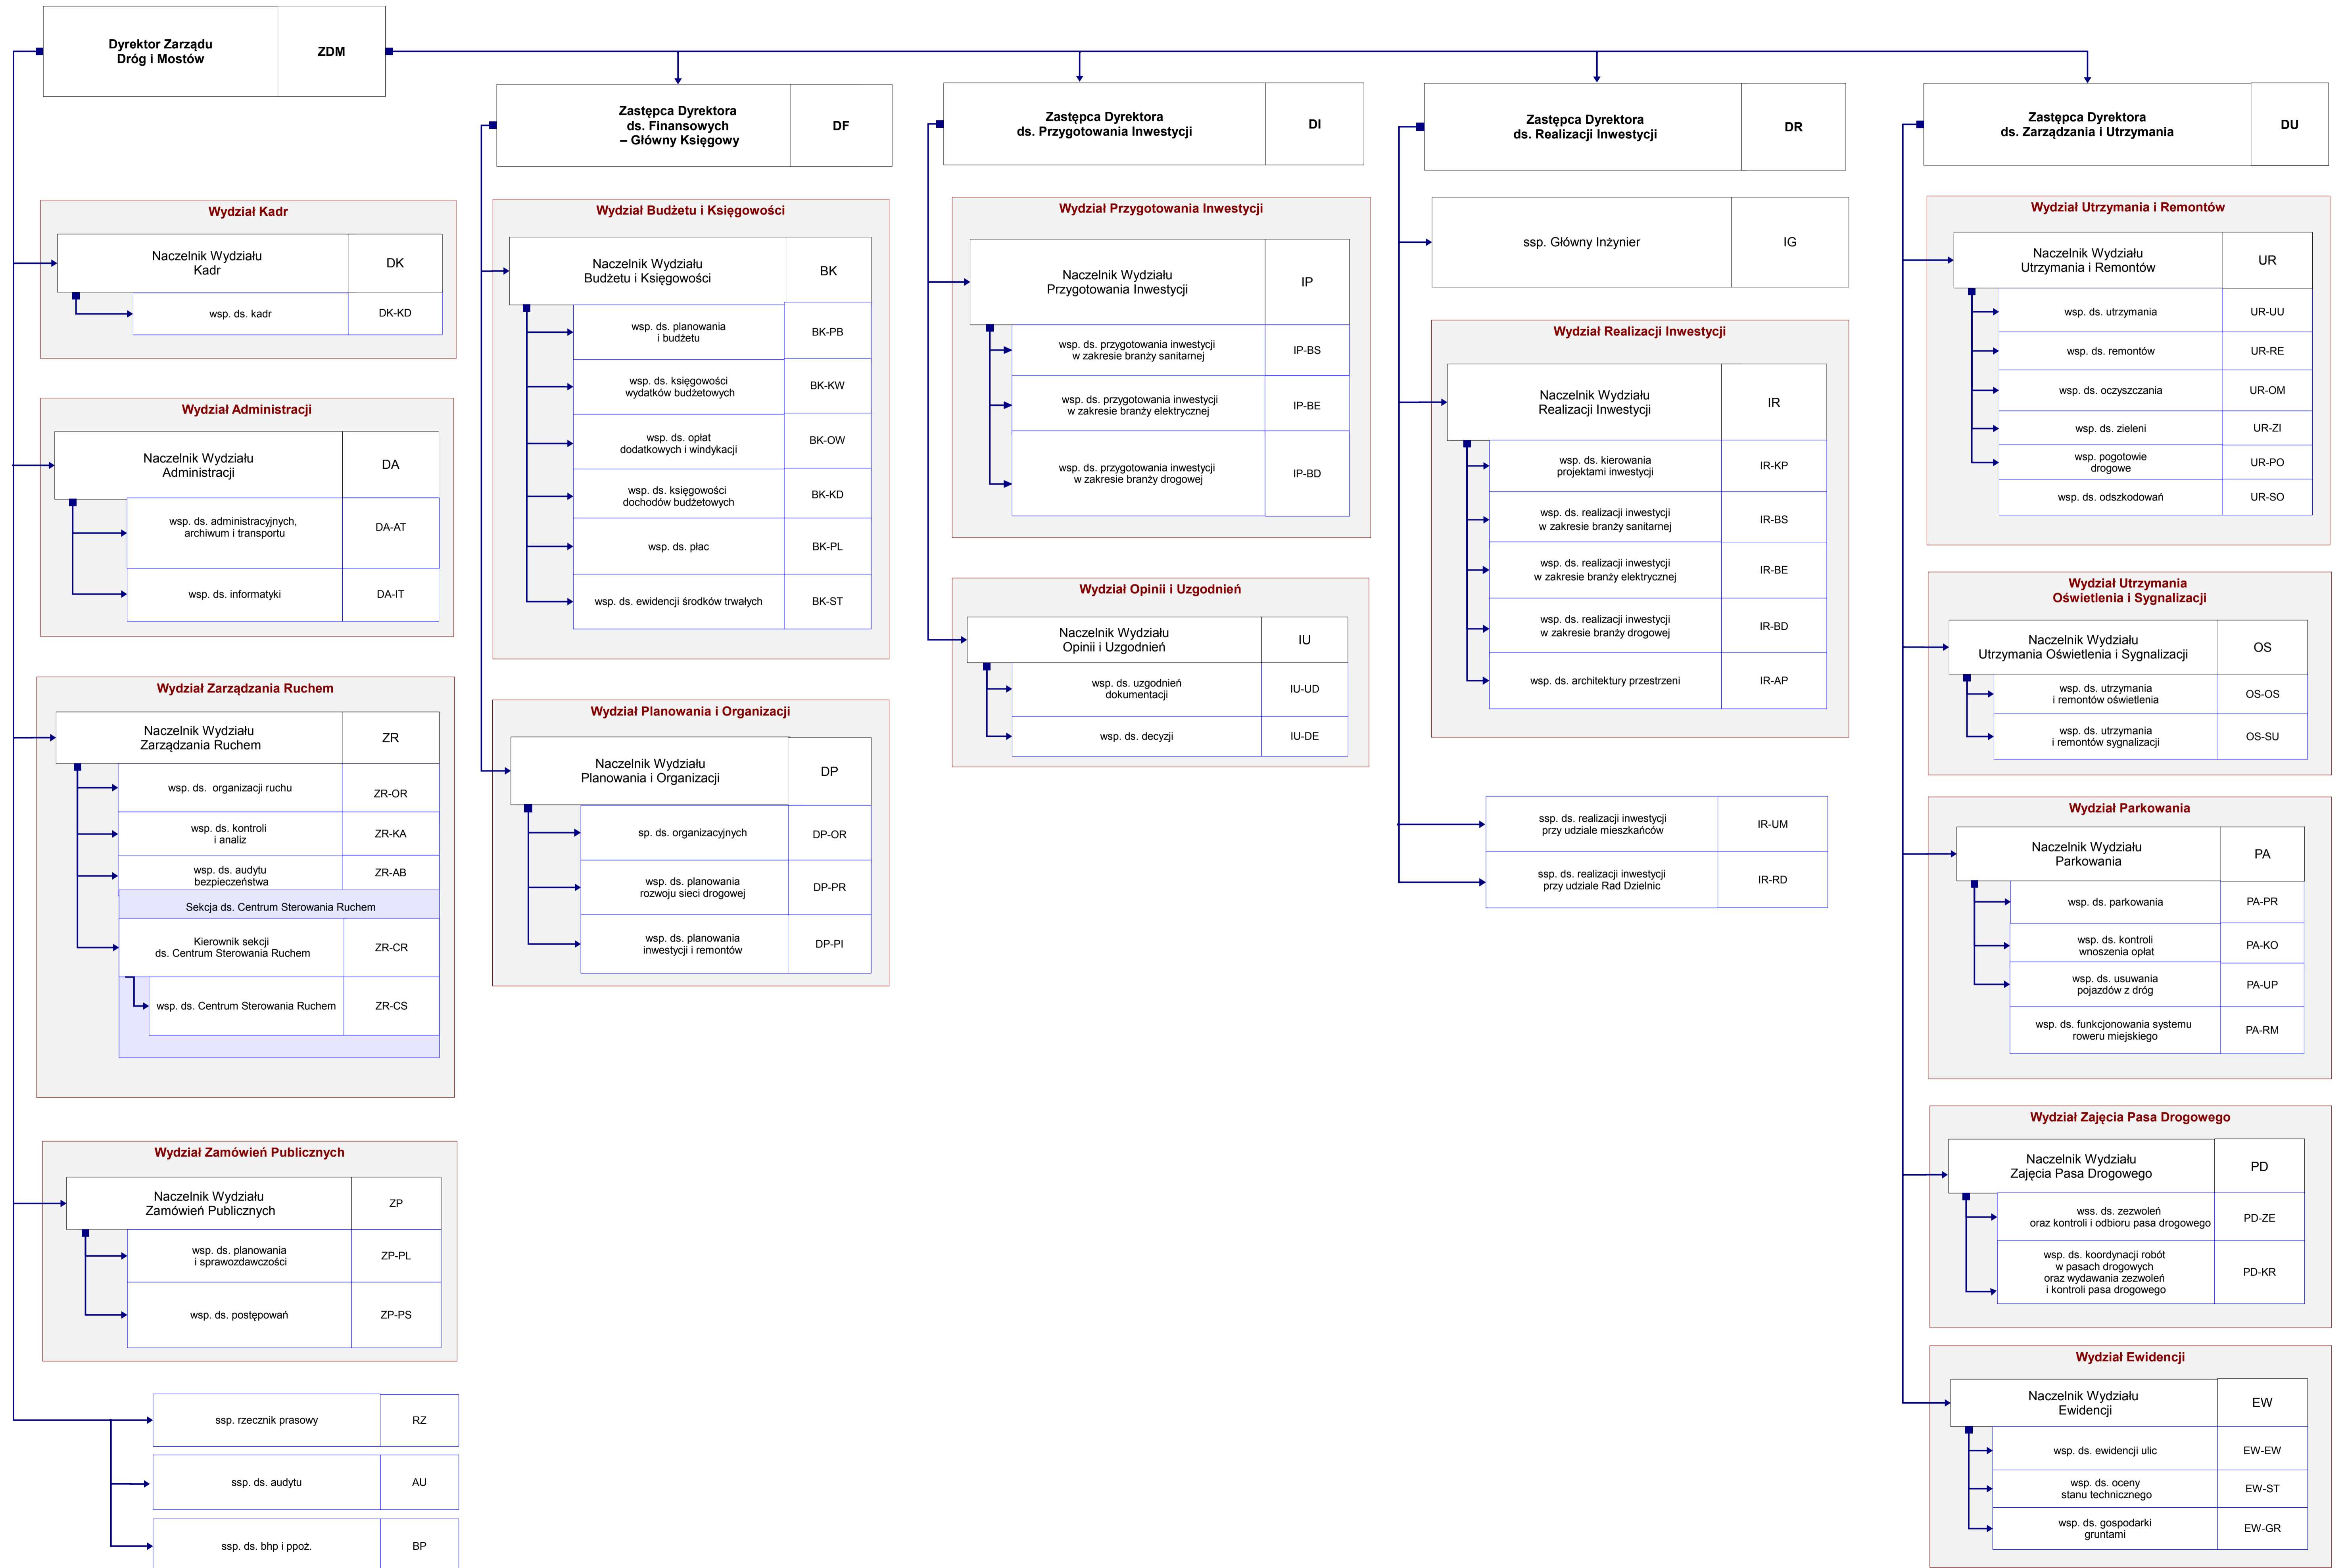 Dyrektor Zarządu
Dróg i Mostów
ZDM
Zastępca Dyrektora
ds. Finansowych
– Główny Księgowy
DF
Zastępca Dyrektora
ds. Przygotowania Inwestycji
DI
Zastępca Dyrektora
ds. Realizacji Inwestycji
DR
Zastępca Dyrektora
ds. Zarządzania i Utrzymania
DU
Wydział Kadr
Naczelnik Wydziału
Kadr
DK
wsp. ds. kadr
DK-KD
Wydział Administracji
Naczelnik Wydziału
Administracji
DA
wsp. ds. administracyjnych,
archiwum i transportu
DA-AT
wsp. ds. informatyki
DA-IT
Wydział Zarządzania Ruchem
Naczelnik Wydziału
Zarządzania Ruchem
ZR
wsp. ds. organizacji ruchu
ZR-OR
wsp. ds. kontroli
i analiz
ZR-KA
wsp. ds. audytu
bezpieczeństwa
ZR-AB
Sekcja ds. Centrum Sterowania Ruchem
Kierownik sekcji
ds. Centrum Sterowania Ruchem
ZR-CR
wsp. ds. Centrum Sterowania Ruchem
ZR-CS
Wydział Zamówień Publicznych
Naczelnik Wydziału
Zamówień Publicznych
ZP
wsp. ds. planowania
i sprawozdawczości
ZP-PL
wsp. ds. postępowań
ZP-PS
ssp. rzecznik prasowy
RZ
ssp. ds. audytu
AU
ssp. ds. bhp i ppoż.
BP
Wydział Budżetu i Księgowości
Naczelnik Wydziału
Budżetu i Księgowości
BK
wsp. ds. planowania
i budżetu
BK-PB
wsp. ds. księgowości
wydatków budżetowych
BK-KW
wsp. ds. opłat
dodatkowych i windykacji
BK-OW
wsp. ds. księgowości
dochodów budżetowych
BK-KD
wsp. ds. płac
BK-PL
wsp. ds. ewidencji środków trwałych
BK-ST
Wydział Planowania i Organizacji
Naczelnik Wydziału
Planowania i Organizacji
DP
sp. ds. organizacyjnych
DP-OR
wsp. ds. planowania
rozwoju sieci drogowej
DP-PR
wsp. ds. planowania
inwestycji i remontów
DP-PI
Wydział Przygotowania Inwestycji
Naczelnik Wydziału
Przygotowania Inwestycji
IP
wsp. ds. przygotowania inwestycji
w zakresie branży sanitarnej
IP-BS
wsp. ds. przygotowania inwestycji
w zakresie branży elektrycznej
IP-BE
wsp. ds. przygotowania inwestycji
w zakresie branży drogowej
IP-BD
Wydział Opinii i Uzgodnień
Naczelnik Wydziału
Opinii i Uzgodnień
IU
wsp. ds. uzgodnień
dokumentacji
IU-UD
wsp. ds. decyzji
IU-DE
ssp. Główny Inżynier
IG
Wydział Realizacji Inwestycji
Naczelnik Wydziału
Realizacji Inwestycji
IR
wsp. ds. kierowania
projektami inwestycji
IR-KP
wsp. ds. realizacji inwestycji
w zakresie branży sanitarnej
IR-BS
wsp. ds. realizacji inwestycji
w zakresie branży elektrycznej
IR-BE
wsp. ds. realizacji inwestycji
w zakresie branży drogowej
IR-BD
wsp. ds. architektury przestrzeni
IR-AP
ssp. ds. realizacji inwestycji
przy udziale mieszkańców
IR-UM
ssp. ds. realizacji inwestycji
przy udziale Rad Dzielnic
IR-RD
Wydział Utrzymania i Remontów
Naczelnik Wydziału
Utrzymania i Remontów
UR
wsp. ds. utrzymania
UR-UU
wsp. ds. remontów
UR-RE
wsp. ds. oczyszczania
UR-OM
wsp. ds. zieleni
UR-ZI
wsp. pogotowie
drogowe
UR-PO
wsp. ds. odszkodowań
UR-SO
Wydział Utrzymania
Oświetlenia i Sygnalizacji
Naczelnik Wydziału
Utrzymania Oświetlenia i Sygnalizacji
OS
wsp. ds. utrzymania
i remontów oświetlenia
OS-OS
wsp. ds. utrzymania
i remontów sygnalizacji
OS-SU
Wydział Parkowania
Naczelnik Wydziału
Parkowania
PA
wsp. ds. parkowania
PA-PR
wsp. ds. kontroli
wnoszenia opłat
PA-KO
wsp. ds. usuwania
pojazdów z dróg
PA-UP
wsp. ds. funkcjonowania systemu
roweru miejskiego
PA-RM
Wydział Zajęcia Pasa Drogowego
Naczelnik Wydziału
Zajęcia Pasa Drogowego
PD
wss. ds. zezwoleń
oraz kontroli i odbioru pasa drogowego
PD-ZE
wsp. ds. koordynacji robót
w pasach drogowych
oraz wydawania zezwoleń
i kontroli pasa drogowego
PD-KR
Wydział Ewidencji
Naczelnik Wydziału
Ewidencji
EW
wsp. ds. ewidencji ulic
EW-EW
wsp. ds. oceny
stanu technicznego
EW-ST
wsp. ds. gospodarki
gruntami
EW-GR